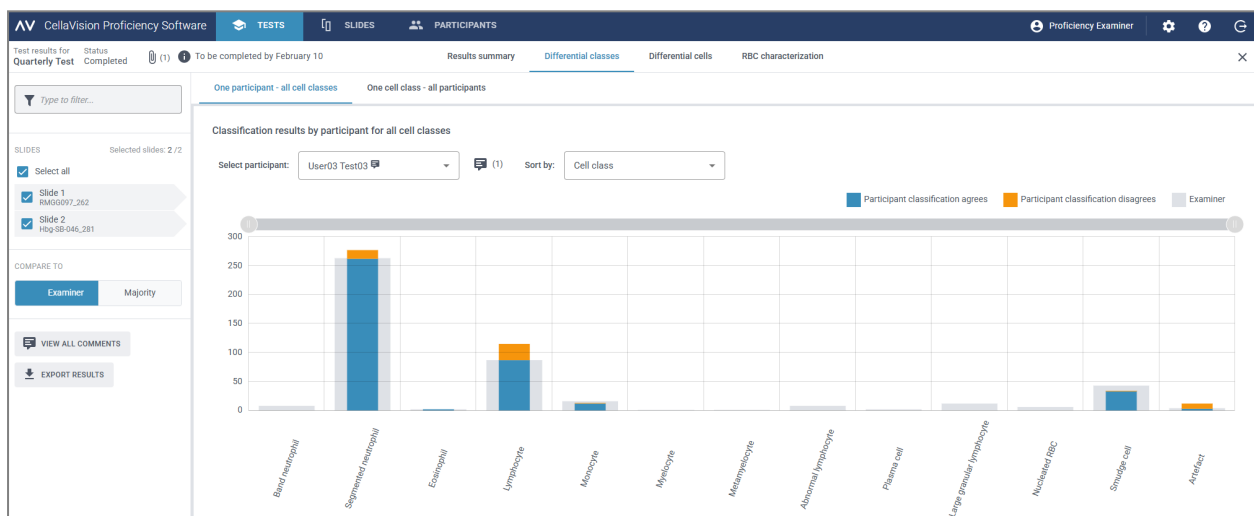 CellaVision Proficiency Software TESTS SLIDES PARTICIPANTS Proficiency Examiner
Test results for
Quarterly Test
Status
Completed
(1) To be completed by February 10
Results summary Differential classes Differential cells RBC characterization
Type to filter...
SLIDES Selected slides: 2 /2
Select all
Slide 1
RMGG097_262
Slide 2
Hbg-SB-046_281
COMPARE TO
Examiner Majority
VIEW ALL COMMENTS
EXPORT RESULTS
One participant - all cell classes One cell class - all participants
Classification results by participant for all cell classes
Select participant: User03 Test03 (1) Sort by: Cell class
Participant classification agrees Participant classification disagrees Examiner
300
250
200
150
100
50
0
Band neutrophil
Segmented neutrophil
Eosinophil
Lymphocyte
Monocyte
Myelocyte
Metamyelocyte
Abnormal lymphocyte
Plasma cell
Large granular lymphocyte
Nucleated RBC
Smudge cell
Artefact